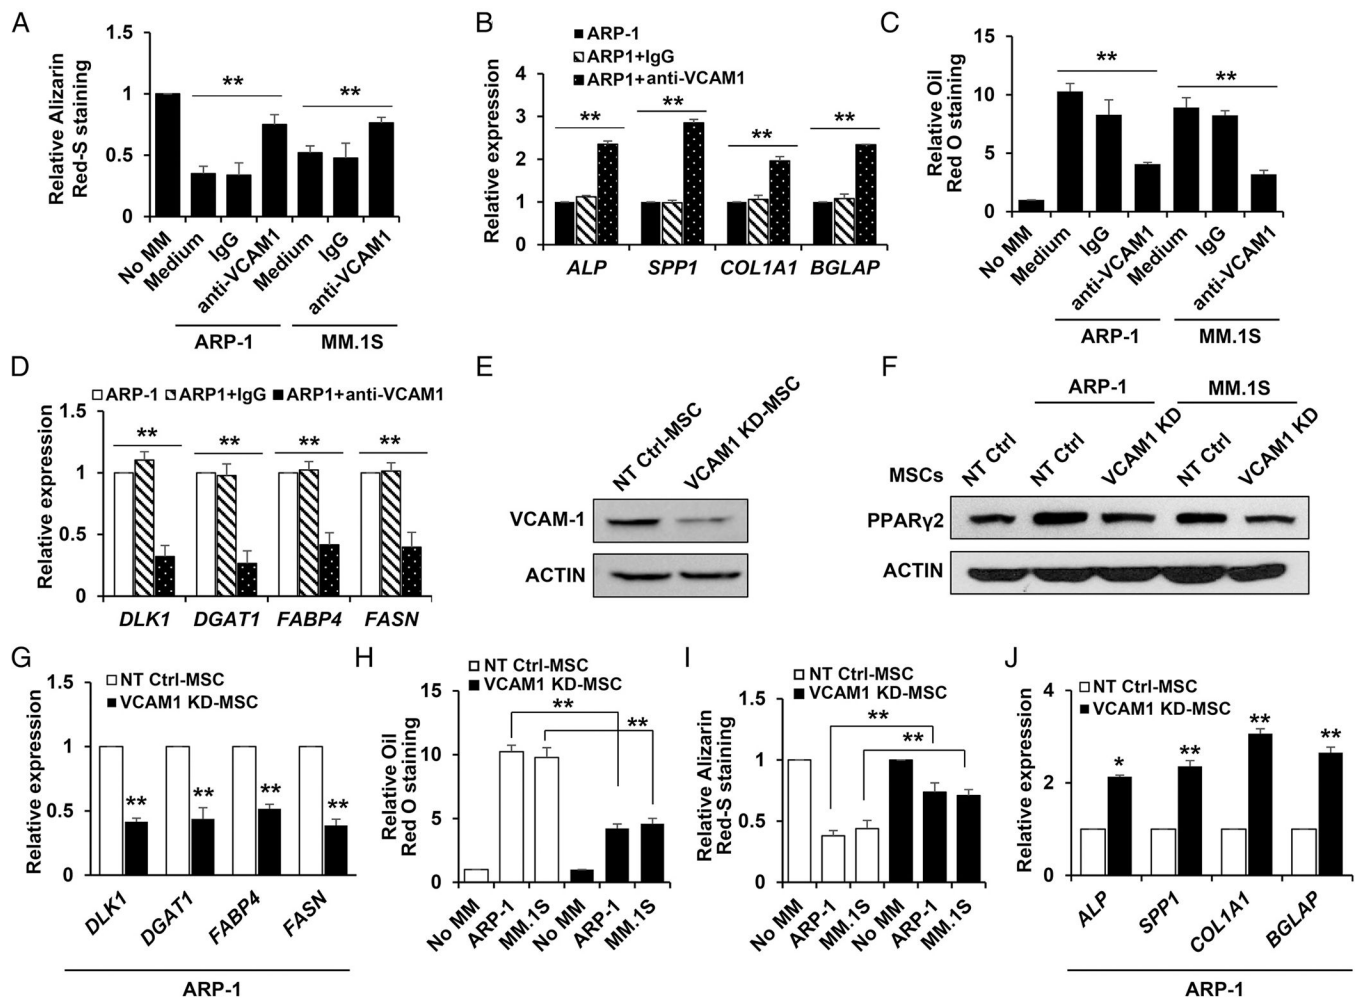 A
Relative Alizarin
Red-S staining
1.5
1
0.5
0
**
**
No MM
Medium
IgG
anti-VCAM1
Medium
IgG
anti-VCAM1
ARP-1
MM.1S
B
ARP-1
ARP1+IgG
ARP1+anti-VCAM1
Relative expression
4
3
2
1
0
**
**
**
**
ALP
SPP1
COL1A1
BGLAP
C
Relative Oil
Red O staining
15
10
5
0
**
**
No MM
Medium
IgG
anti-VCAM1
Medium
IgG
anti-VCAM1
ARP-1
MM.1S
D
ARP-1
ARP1+IgG
ARP1+anti-VCAM1
Relative expression
1.5
1
0.5
0
**
**
**
**
DLK1
DGAT1
FABP4
FASN
E
NT Ctrl-MSC
VCAM1 KD-MSC
VCAM-1
ACTIN
F
ARP-1
MM.1S
MSCs
NT Ctrl
NT Ctrl
VCAM1 KD
NT Ctrl
VCAM1 KD
PPARγ2
ACTIN
G
NT Ctrl-MSC
VCAM1 KD-MSC
Relative expression
1.5
1
0.5
0
**
**
**
**
DLK1
DGAT1
FABP4
FASN
ARP-1
H
NT Ctrl-MSC
VCAM1 KD-MSC
Relative Oil
Red O staining
15
10
5
0
**
**
No MM
ARP-1
MM.1S
No MM
ARP-1
MM.1S
I
NT Ctrl-MSC
VCAM1 KD-MSC
Relative Alizarin
Red-S staining
1.5
1
0.5
0
**
**
No MM
ARP-1
MM.1S
No MM
ARP-1
MM.1S
J
NT Ctrl-MSC
VCAM1 KD-MSC
Relative expression
4
2
0
*
**
**
**
ALP
SPP1
COL1A1
BGLAP
ARP-1